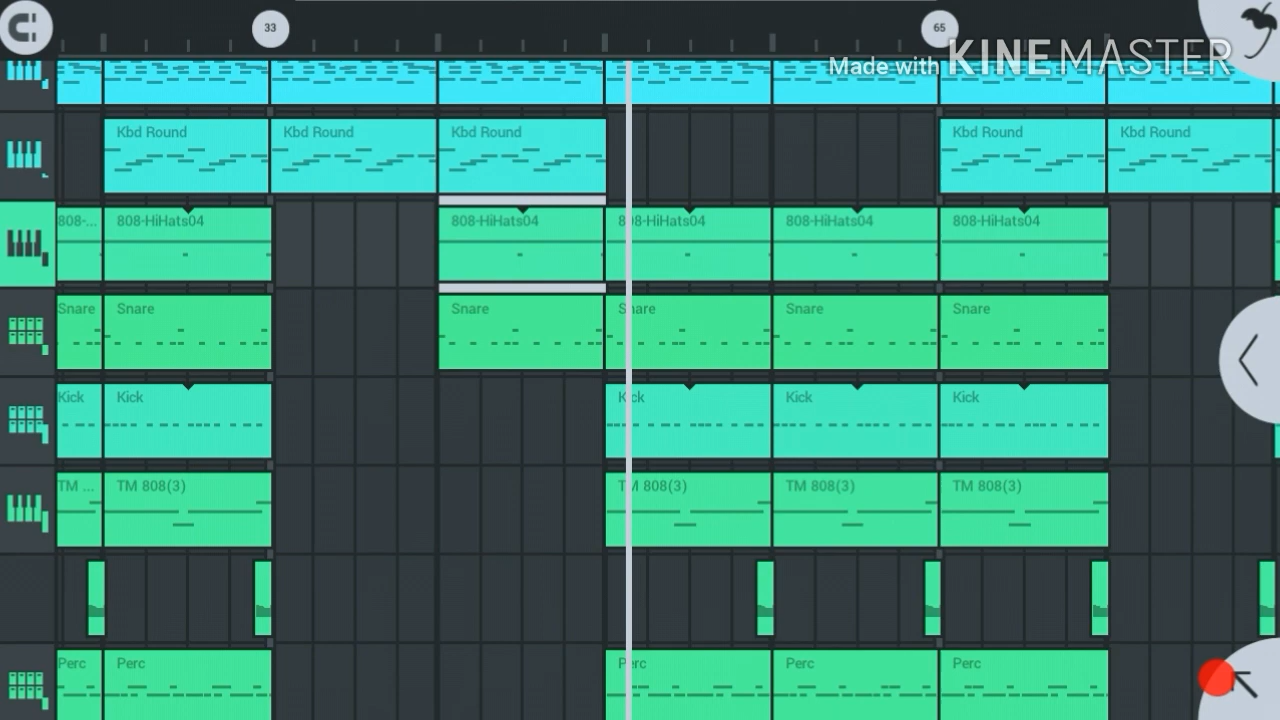 33
65
Made with KINEMASTER
Kbd Round Kbd Round Kbd Round Kbd Round Kbd Round
808-... 808-HiHats04 808-HiHats04 808-HiHats04 808-HiHats04 808-HiHats04
Snare Snare Snare Snare Snare Snare
Kick Kick Kick Kick Kick
TM ... TM 808(3) TM 808(3) TM 808(3) TM 808(3)
Perc Perc Perc Perc Perc